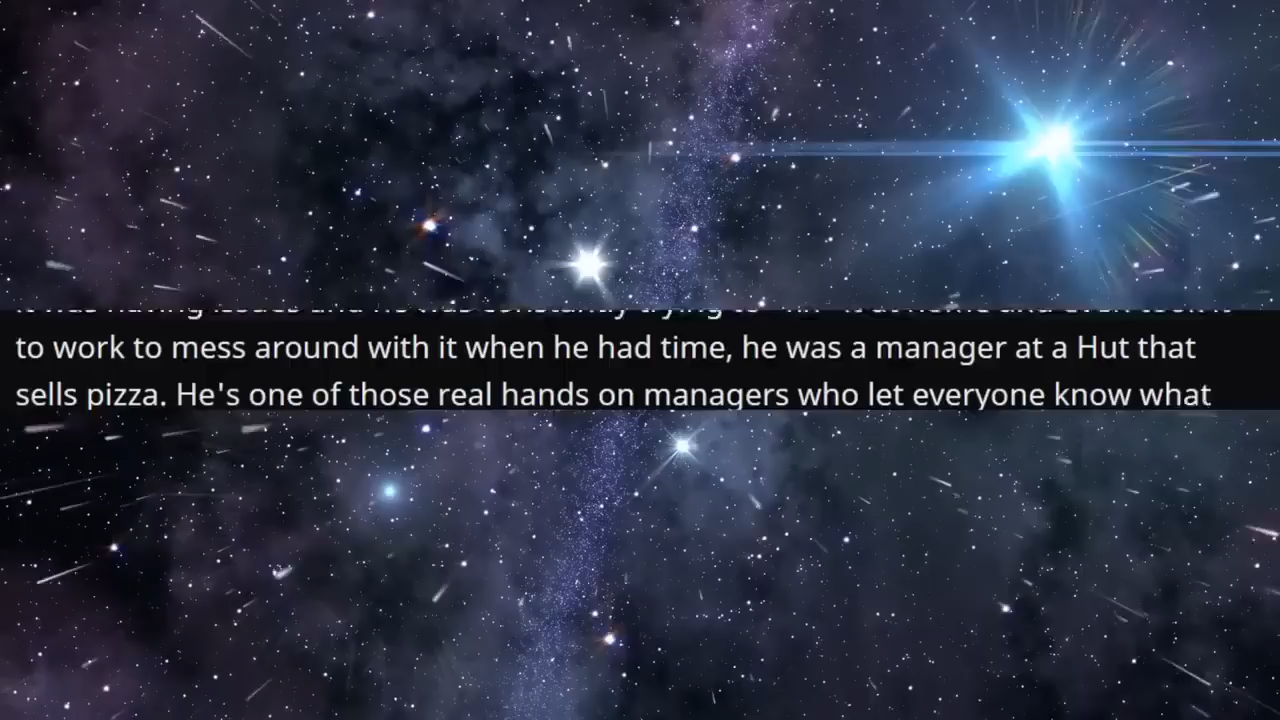 to work to mess around with it when he had time, he was a manager at a Hut that
sells pizza. He's one of those real hands on managers who let everyone know what